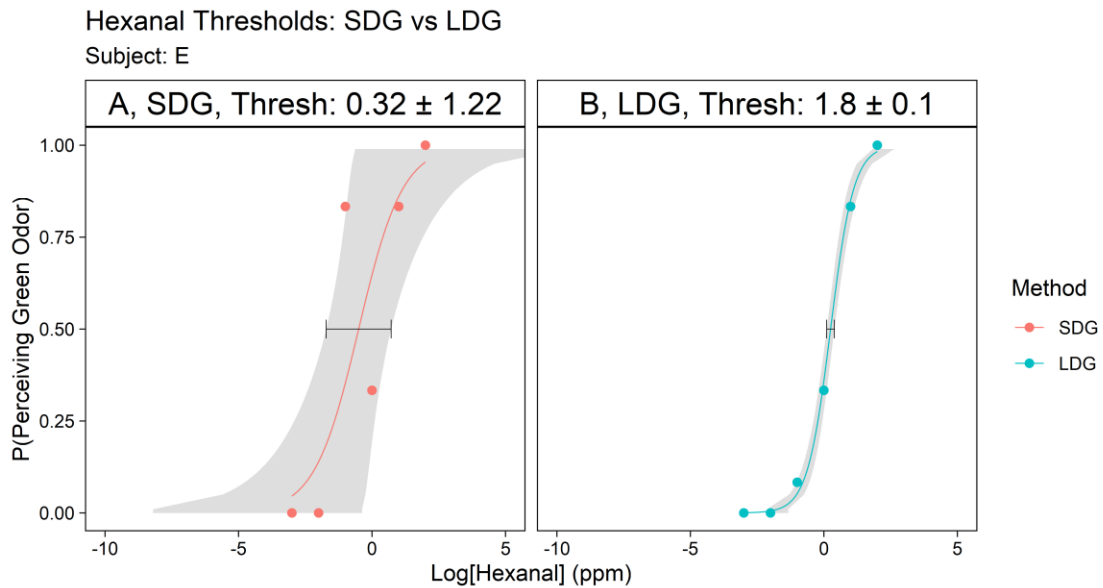 Hexanal Thresholds: SDG vs LDG
Subject: E
A, SDG, Thresh: 0.32 ± 1.22
B, LDG, Thresh: 1.8 ± 0.1
P(Perceiving Green Odor)
1.00
0.75
0.50
0.25
0.00
-10
-5
0
5
-10
-5
0
5
Log[Hexanal] (ppm)
Method
SDG
LDG